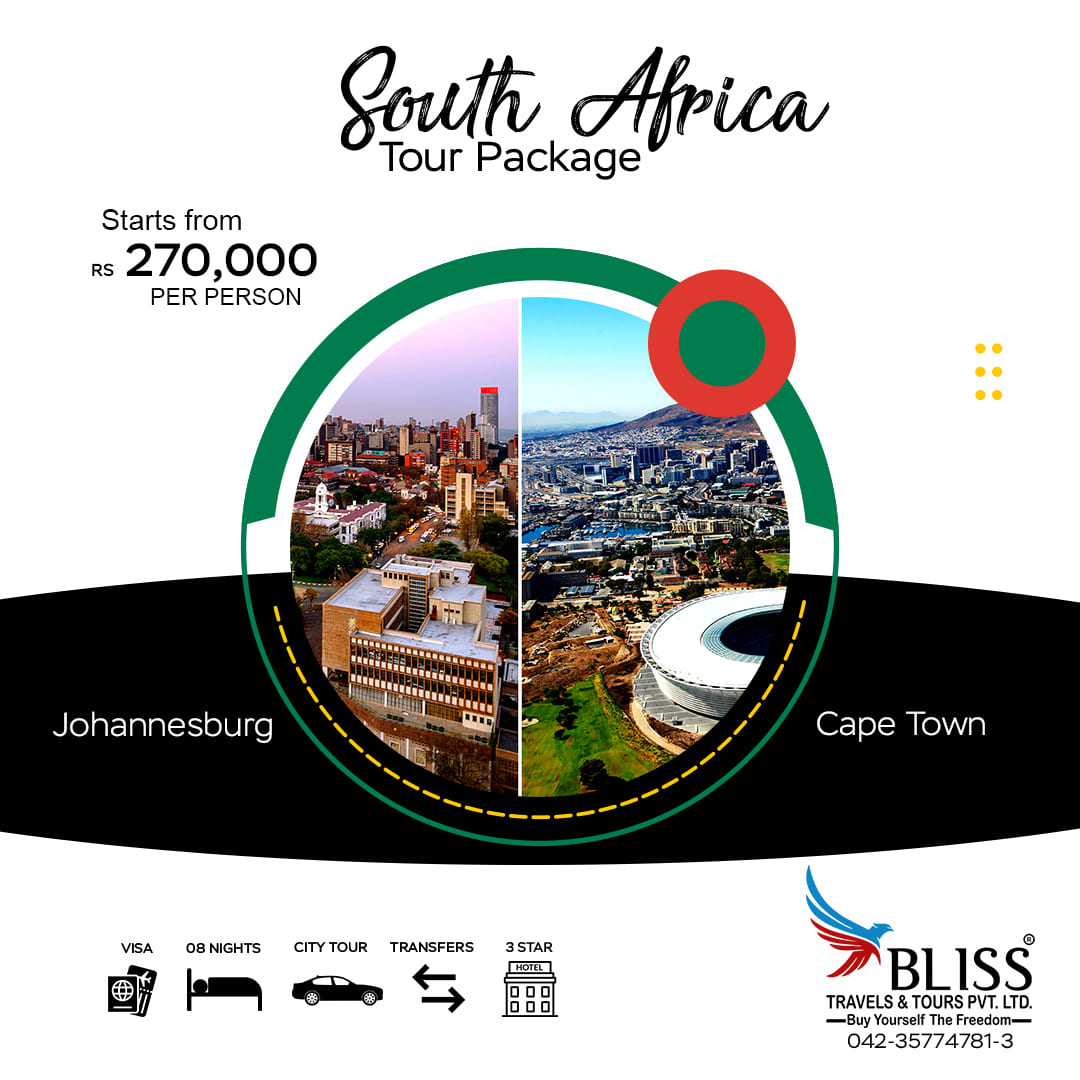 South Africa
Tour Package
Starts from
RS 270,000
PER PERSON
Johannesburg
Cape Town
VISA
08 NIGHTS
CITY TOUR
TRANSFERS
3 STAR
HOTEL
BLISS®
TRAVELS & TOURS PVT. LTD.
Buy Yourself The Freedom
042-35774781-3